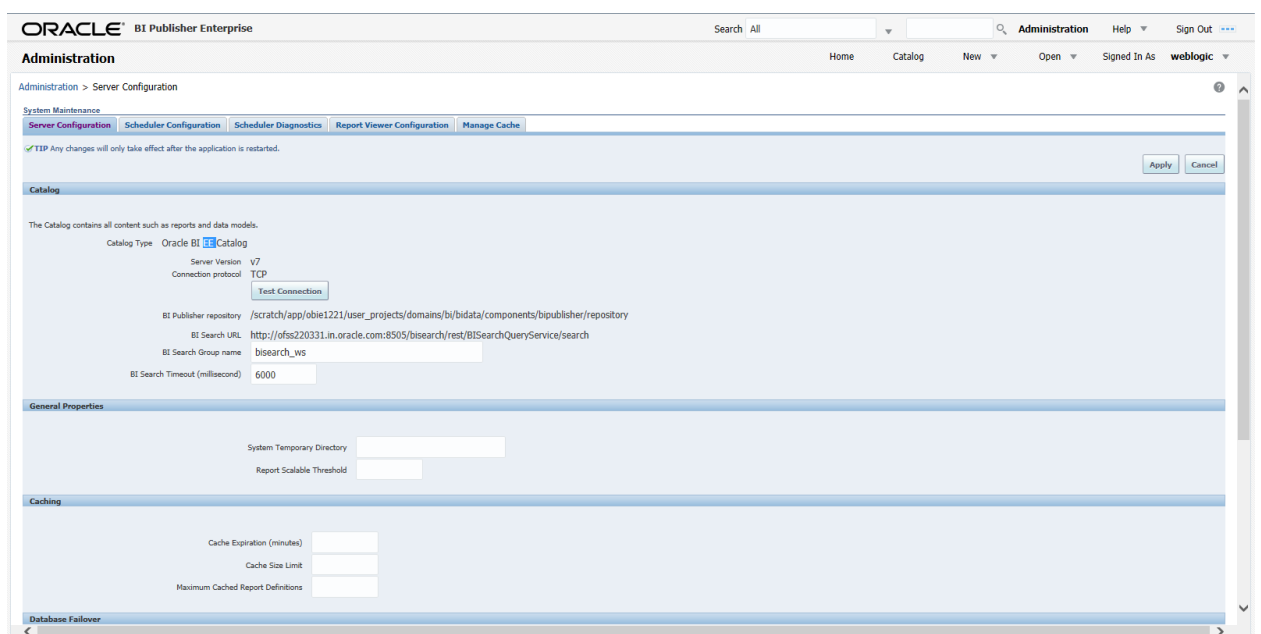 ORACLE BI Publisher Enterprise Search All Administration Help Sign Out
Administration Home Catalog New Open Signed In As weblogic
Administration > Server Configuration
System Maintenance
Server Configuration Scheduler Configuration Scheduler Diagnostics Report Viewer Configuration Manage Cache
TIP Any changes will only take effect after the application is restarted.
Apply Cancel
Catalog
The Catalog contains all content such as reports and data models.
Catalog Type Oracle BI EE Catalog
Server Version v7
Connection protocol TCP
Test Connection
BI Publisher repository /scratch/app/obie1221/user_projects/domains/bi/bidata/components/bipublisher/repository
BI Search URL http://ofss220331.in.oracle.com:8505/bisearch/rest/BISearchQueryService/search
BI Search Group name bisearch_ws
BI Search Timeout (millisecond) 6000
General Properties
System Temporary Directory
Report Scalable Threshold
Caching
Cache Expiration (minutes)
Cache Size Limit
Maximum Cached Report Definitions
Database Failover